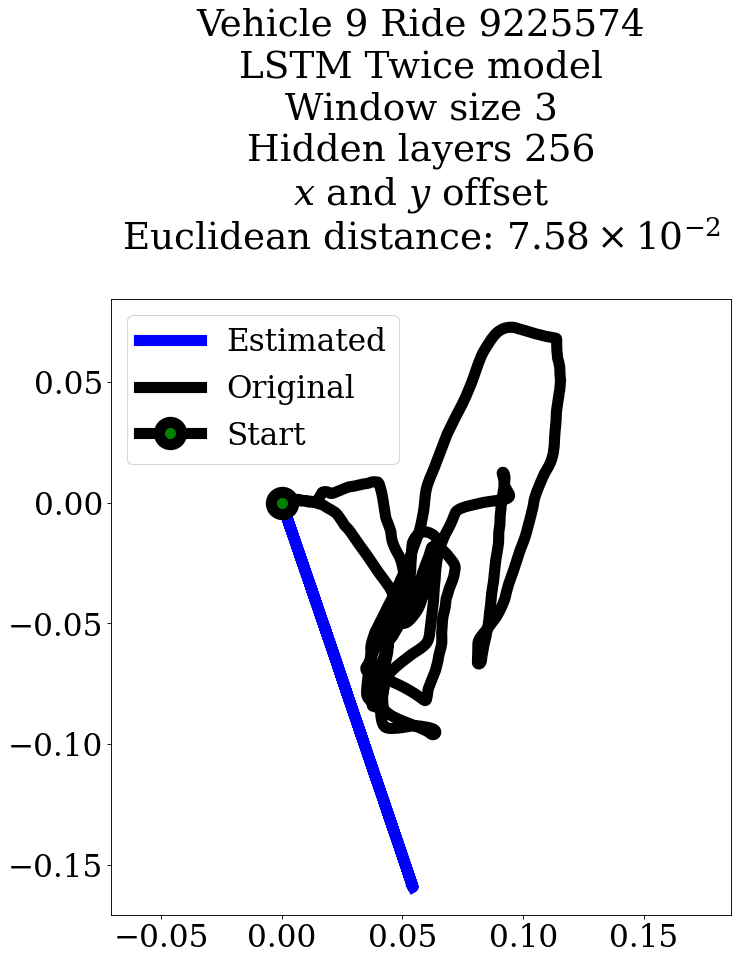 Vehicle 9 Ride 9225574
LSTM Twice model
Window size 3
Hidden layers 256
x and y offset
Euclidean distance: 7.58 × 10⁻²
Estimated
Original
Start
0.05
0.00
−0.05
−0.10
−0.15
−0.05 0.00 0.05 0.10 0.15